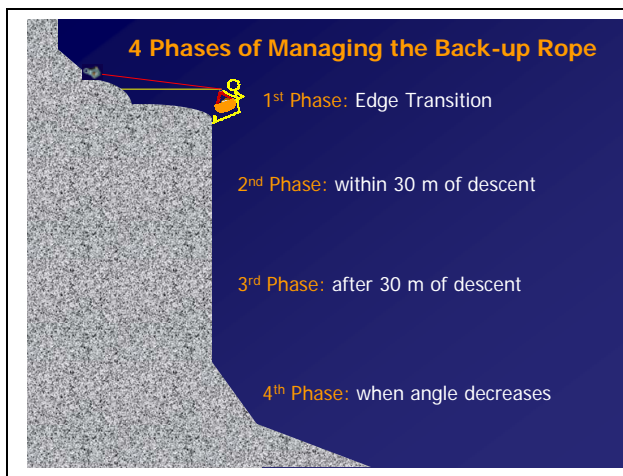 4 Phases of Managing the Back-up Rope
1st Phase: Edge Transition
2nd Phase: within 30 m of descent
3rd Phase: after 30 m of descent
4th Phase: when angle decreases